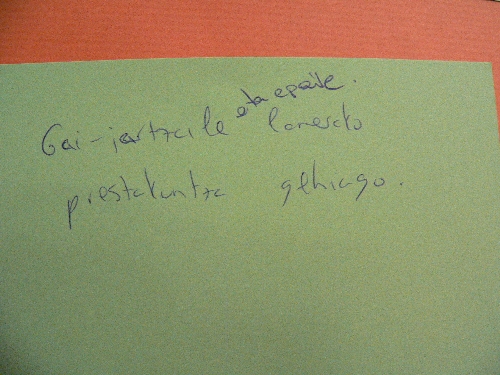 eta epaile.
Gai-jartzaile lanerako
prestakuntza gehiago.